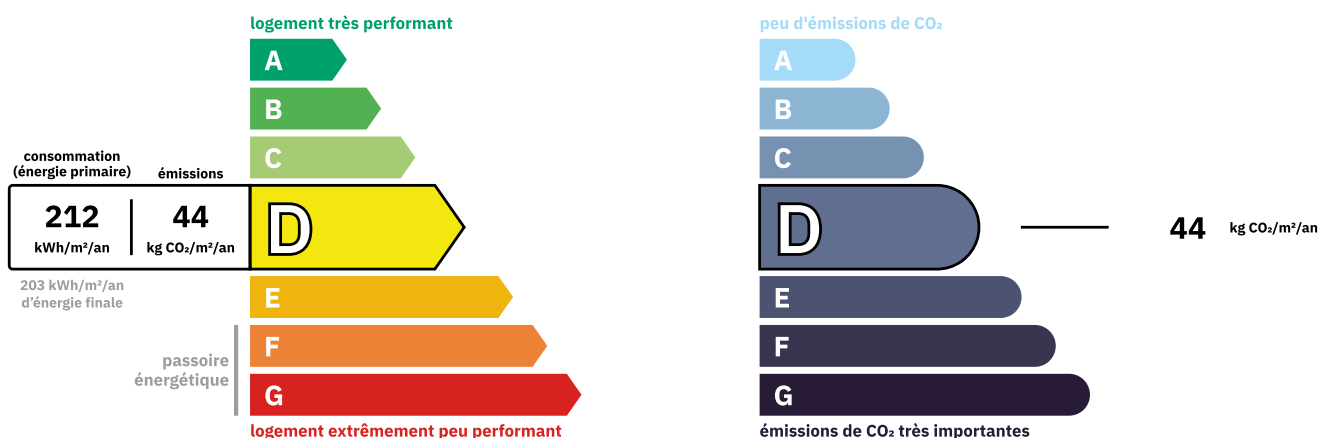 logement très performant
A
B
C
consommation
(énergie primaire)
émissions
212
kWh/m²/an
44
kg CO₂/m²/an
D
203 kWh/m²/an
d'énergie finale
E
F
passoire
énergétique
G
logement extrêmement peu performant
peu d'émissions de CO₂
A
B
C
D
44 kg CO₂/m²/an
E
F
G
émissions de CO₂ très importantes